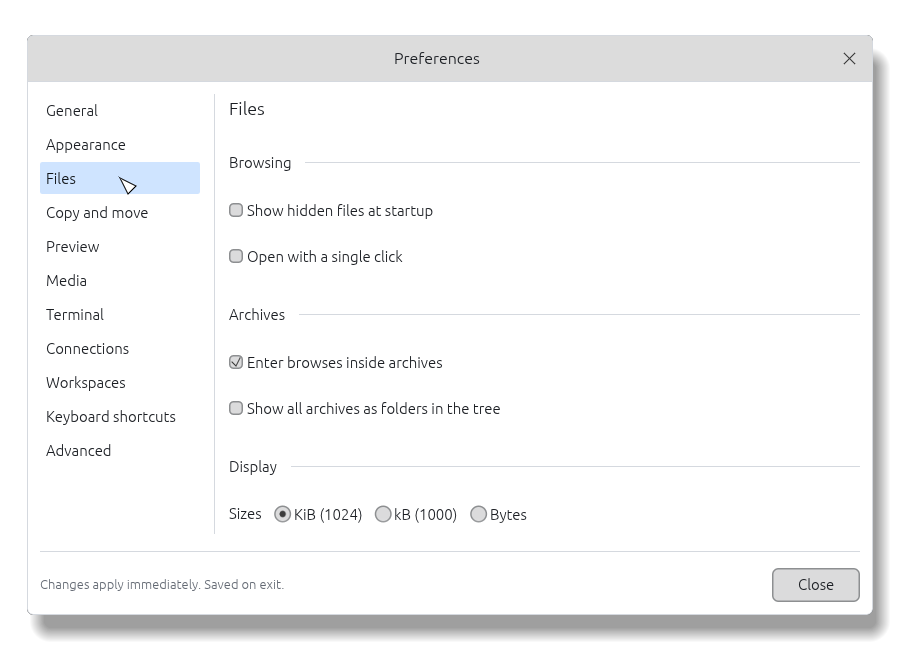 Preferences
General
Appearance
Files
Copy and move
Preview
Media
Terminal
Connections
Workspaces
Keyboard shortcuts
Advanced
Files
Browsing
Show hidden files at startup
Open with a single click
Archives
Enter browses inside archives
Show all archives as folders in the tree
Display
Sizes KiB (1024) kB (1000) Bytes
Changes apply immediately. Saved on exit.
Close